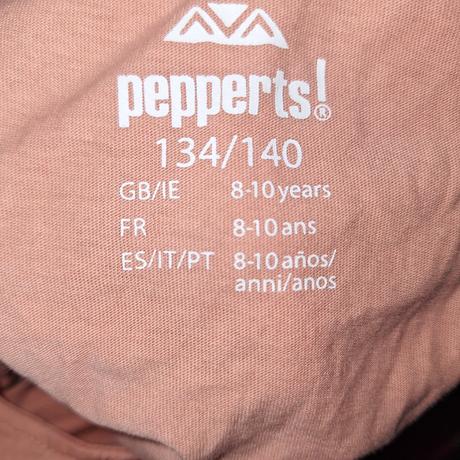 pepperts!®
134/140
GB/IE 8-10 years
FR 8-10 ans
ES/IT/PT 8-10 años/
anni/anos